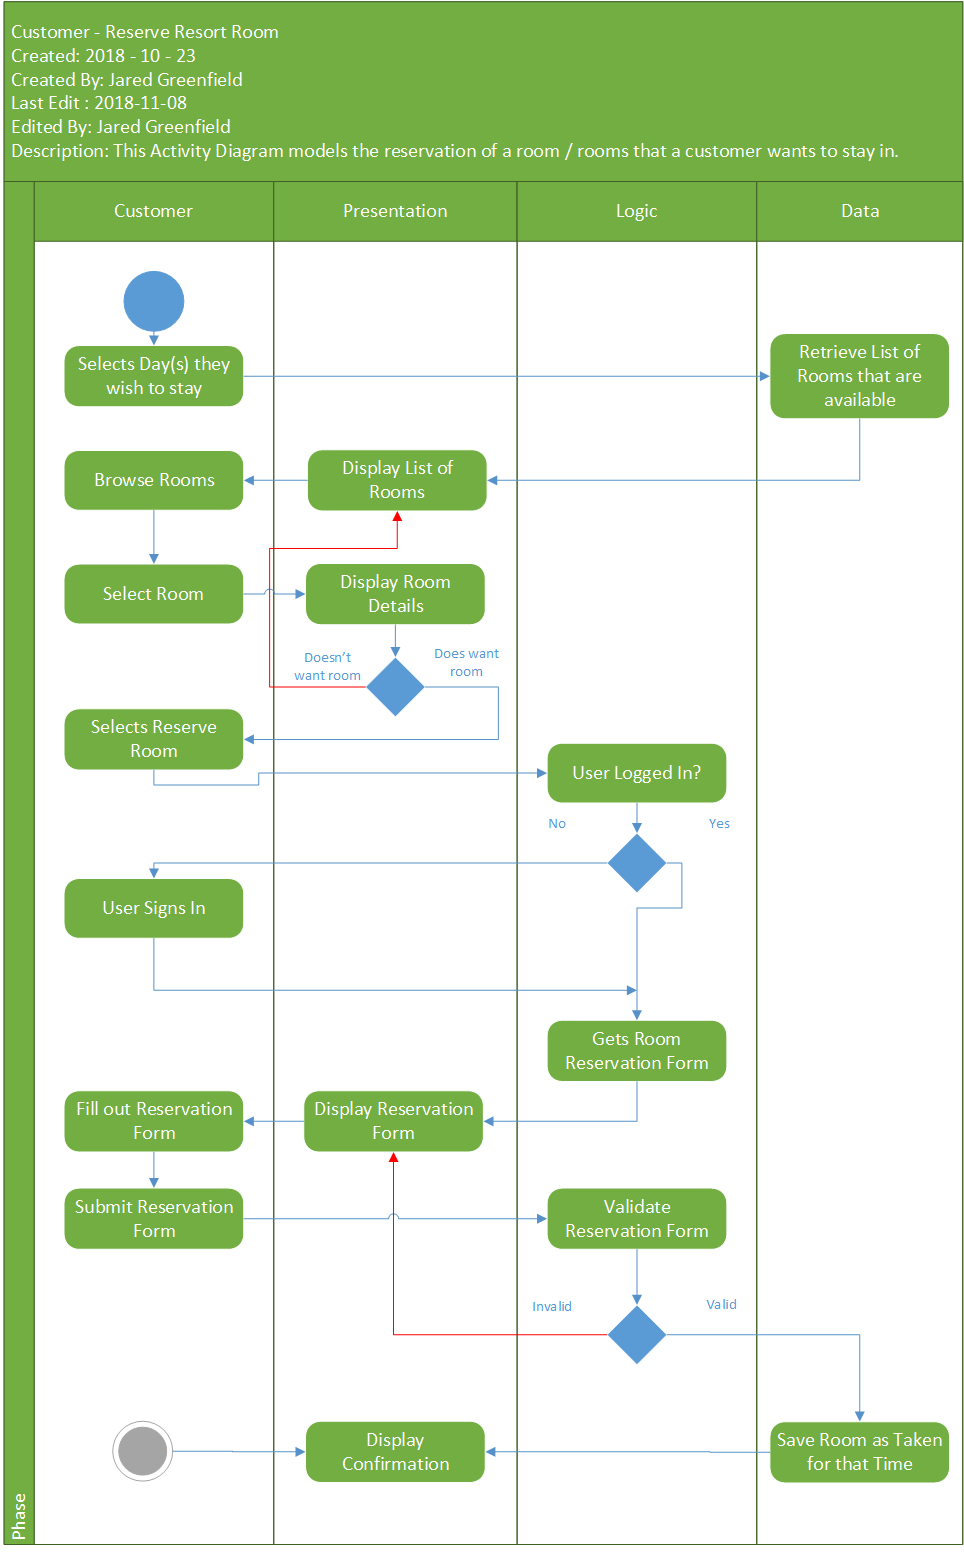 Customer - Reserve Resort Room
Created: 2018 - 10 - 23
Created By: Jared Greenfield
Last Edit : 2018-11-08
Edited By: Jared Greenfield
Description: This Activity Diagram models the reservation of a room / rooms that a customer wants to stay in.
Customer
Presentation
Logic
Data
Selects Day(s) they
wish to stay
Retrieve List of
Rooms that are
available
Browse Rooms
Display List of
Rooms
Select Room
Display Room
Details
Doesn't
want room
Does want
room
Selects Reserve
Room
User Logged In?
No
Yes
User Signs In
Gets Room
Reservation Form
Fill out Reservation
Form
Display Reservation
Form
Submit Reservation
Form
Validate
Reservation Form
Invalid
Valid
Display
Confirmation
Save Room as Taken
for that Time
Phase